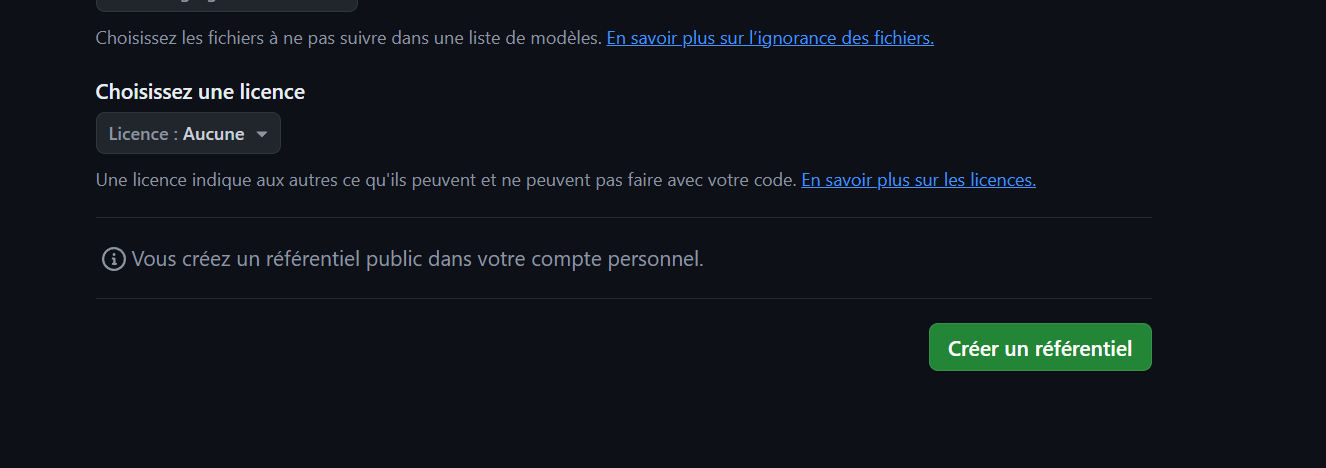 Choisissez les fichiers à ne pas suivre dans une liste de modèles. En savoir plus sur l'ignorance des fichiers.
Choisissez une licence
Licence : Aucune
Une licence indique aux autres ce qu'ils peuvent et ne peuvent pas faire avec votre code. En savoir plus sur les licences.
Vous créez un référentiel public dans votre compte personnel.
Créer un référentiel